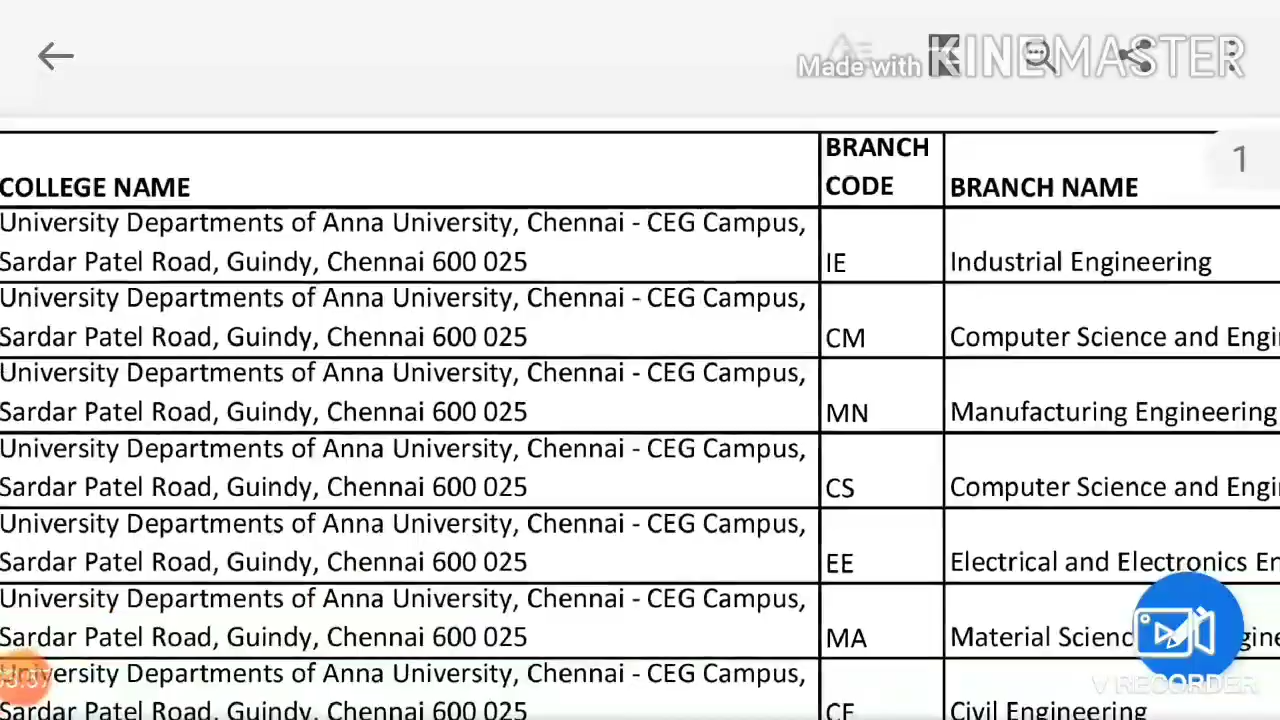 Made with KINEMASTER
1
COLLEGE NAME
BRANCH
CODE
BRANCH NAME
University Departments of Anna University, Chennai - CEG Campus,
Sardar Patel Road, Guindy, Chennai 600 025
IE
Industrial Engineering
University Departments of Anna University, Chennai - CEG Campus,
Sardar Patel Road, Guindy, Chennai 600 025
CM
Computer Science and Engi
University Departments of Anna University, Chennai - CEG Campus,
Sardar Patel Road, Guindy, Chennai 600 025
MN
Manufacturing Engineering
University Departments of Anna University, Chennai - CEG Campus,
Sardar Patel Road, Guindy, Chennai 600 025
CS
Computer Science and Engi
University Departments of Anna University, Chennai - CEG Campus,
Sardar Patel Road, Guindy, Chennai 600 025
EE
Electrical and Electronics En
University Departments of Anna University, Chennai - CEG Campus,
Sardar Patel Road, Guindy, Chennai 600 025
MA
Material Scienc
University Departments of Anna University, Chennai - CEG Campus,
Sardar Patel Road, Guindy, Chennai 600 025
CE
Civil Engineering
V RECORDER